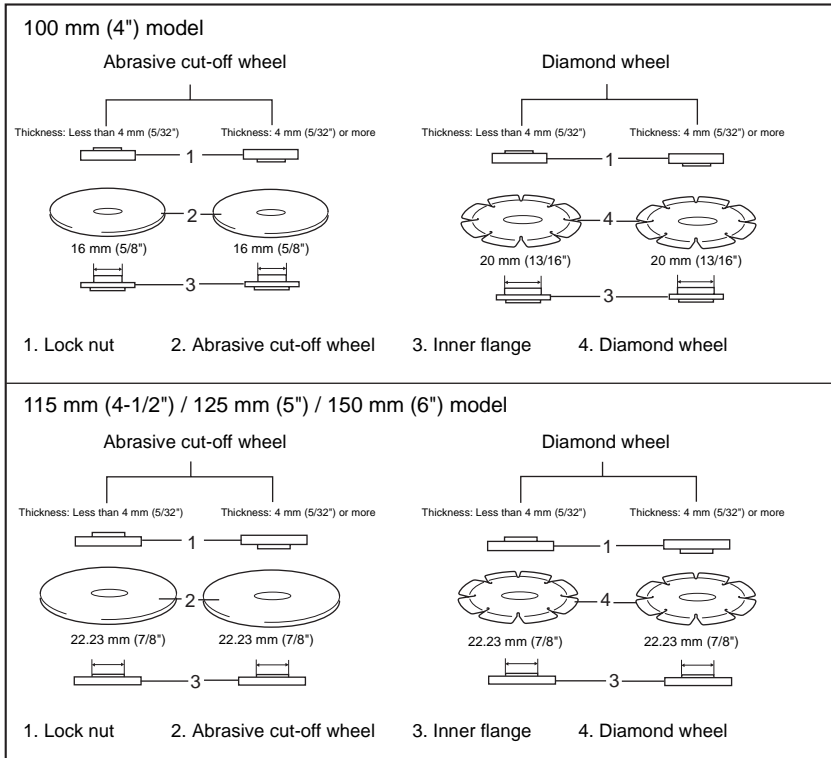 100 mm (4") model
Abrasive cut-off wheel
Diamond wheel
Thickness: Less than 4 mm (5/32")
Thickness: 4 mm (5/32") or more
Thickness: Less than 4 mm (5/32")
Thickness: 4 mm (5/32") or more
1
1
2
4
16 mm (5/8")
16 mm (5/8")
20 mm (13/16")
20 mm (13/16")
3
3
1. Lock nut
2. Abrasive cut-off wheel
3. Inner flange
4. Diamond wheel
115 mm (4-1/2") / 125 mm (5") / 150 mm (6") model
Abrasive cut-off wheel
Diamond wheel
Thickness: Less than 4 mm (5/32")
Thickness: 4 mm (5/32") or more
Thickness: Less than 4 mm (5/32")
Thickness: 4 mm (5/32") or more
1
1
2
4
22.23 mm (7/8")
22.23 mm (7/8")
22.23 mm (7/8")
22.23 mm (7/8")
3
3
1. Lock nut
2. Abrasive cut-off wheel
3. Inner flange
4. Diamond wheel